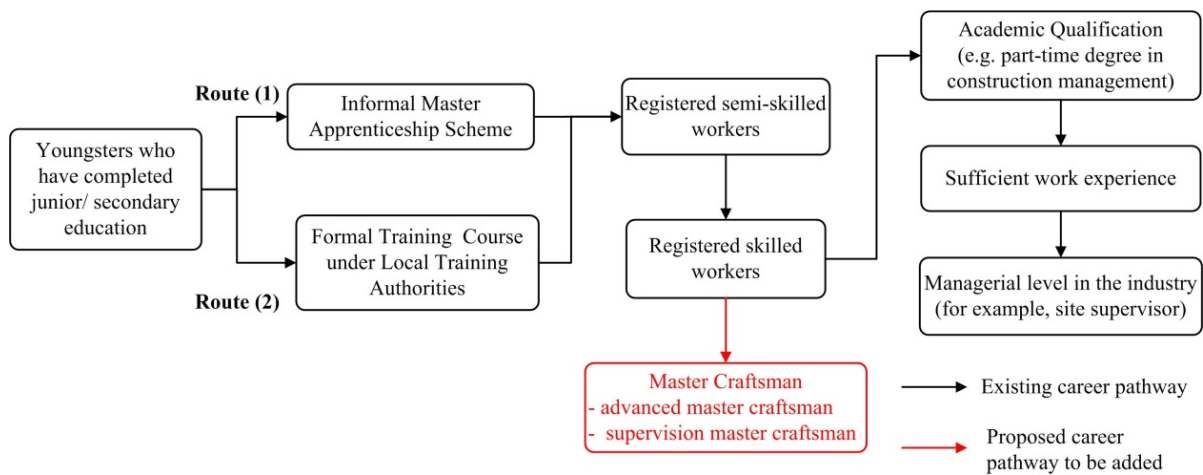 Youngsters who
have completed
junior/ secondary
education
Route (1)
Informal Master
Apprenticeship Scheme
Route (2)
Formal Training Course
under Local Training
Authorities
Registered semi-skilled
workers
Registered skilled
workers
Master Craftsman
- advanced master craftsman
- supervision master craftsman
Academic Qualification
(e.g. part-time degree in
construction management)
Sufficient work experience
Managerial level in the industry
(for example, site supervisor)
Existing career pathway
Proposed career
pathway to be added